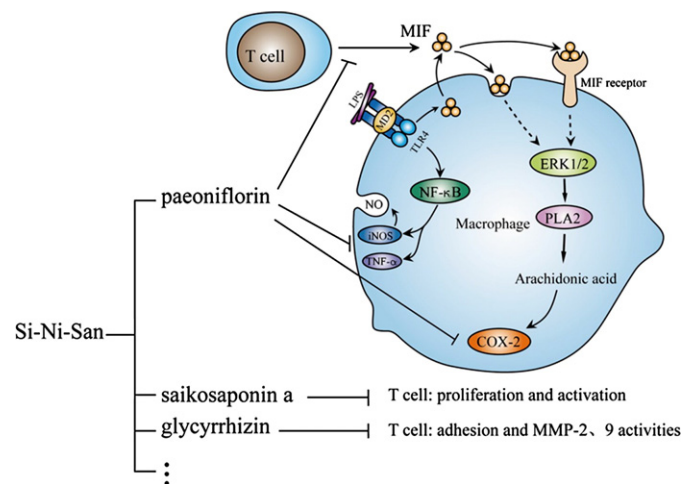 MIF
T cell
MIF receptor
LPS
MD2
TLR4
ERK1/2
NF-κB
paeoniflorin
NO
PLA2
Macrophage
iNOS
TNF-α
Arachidonic acid
Si-Ni-San
COX-2
saikosaponin a
T cell: proliferation and activation
glycyrrhizin
T cell: adhesion and MMP-2、9 activities